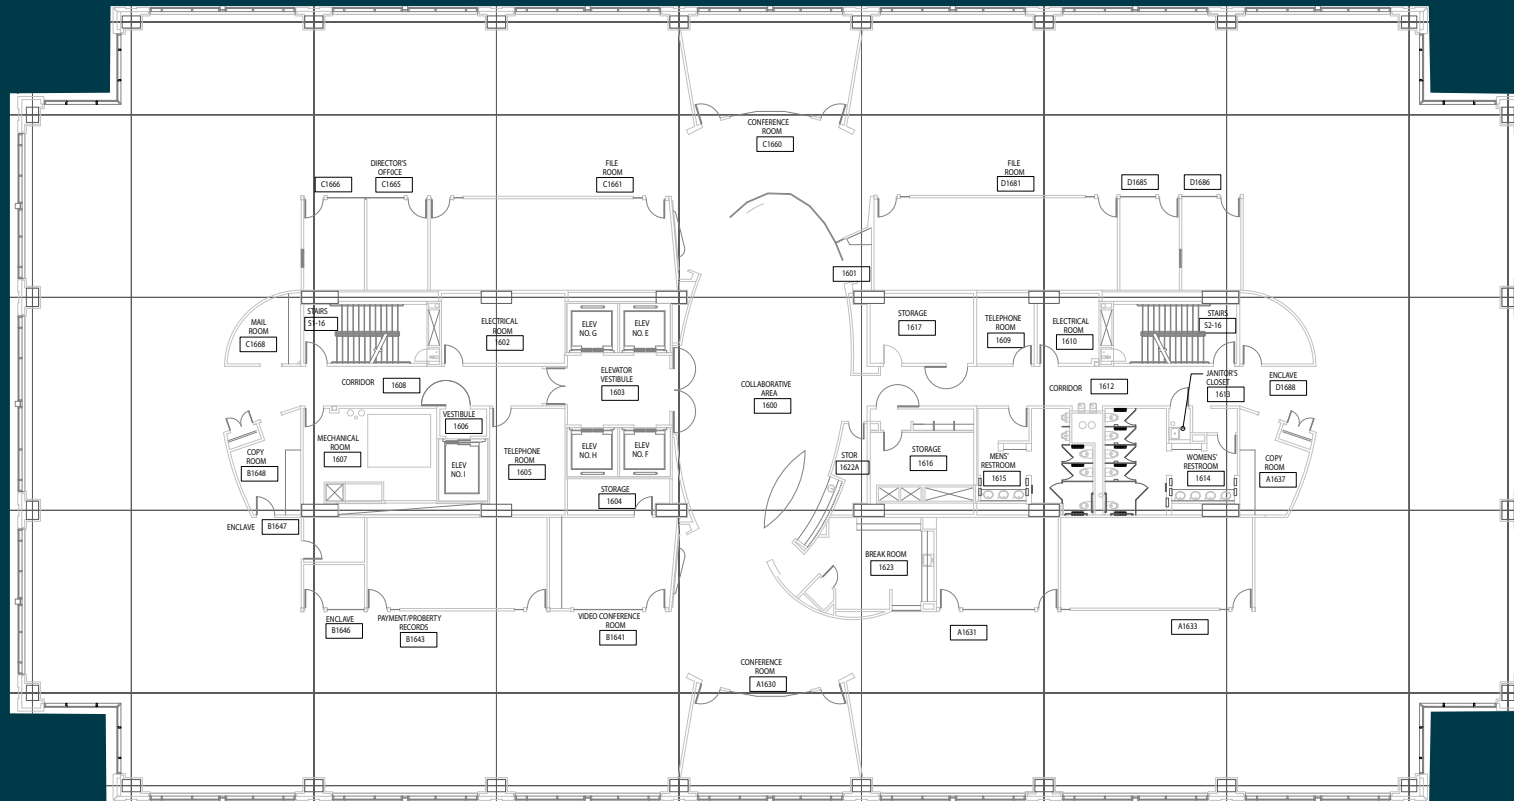 CONFERENCE
ROOM
C1660
DIRECTOR'S
OFF0CE
C1665
C1666
FILE
ROOM
C1661
FILE
ROOM
D1681
D1685
D1686
1601
MAIL
ROOM
C1668
STAIRS
S1-16
ELECTRICAL
ROOM
1602
ELEV
NO. G
ELEV
NO. E
STORAGE
1617
TELEPHONE
ROOM
1609
ELECTRICAL
ROOM
1610
STAIRS
S2-16
CORRIDOR
1608
ELEVATOR
VESTIBULE
1603
COLLABORATIVE
AREA
1600
CORRIDOR
1612
JANITOR'S
CLOSET
1613
ENCLAVE
D1688
VESTIBULE
1606
MECHANICAL
ROOM
1607
ELEV
NO. I
TELEPHONE
ROOM
1605
ELEV
NO. H
ELEV
NO. F
STORAGE
1604
COPY
ROOM
B1648
STOR
1622A
STORAGE
1616
MENS'
RESTROOM
1615
WOMENS'
RESTROOM
1614
COPY
ROOM
A1637
ENCLAVE
B1647
BREAK ROOM
1623
ENCLAVE
B1646
PAYMENT/PROPERTY
RECORDS
B1643
VIDEO CONFERENCE
ROOM
B1641
A1631
A1633
CONFERENCE
ROOM
A1630